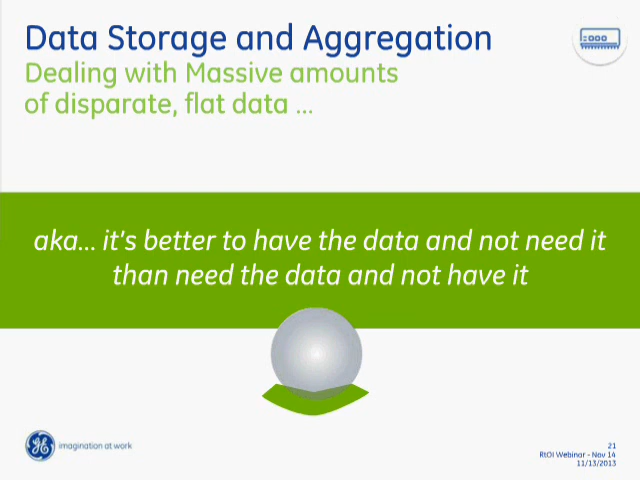 Data Storage and Aggregation
Dealing with Massive amounts
of disparate, flat data ...
aka... it's better to have the data and not need it
than need the data and not have it
imagination at work
21
RtOI Webinar - Nov 14
11/13/2013